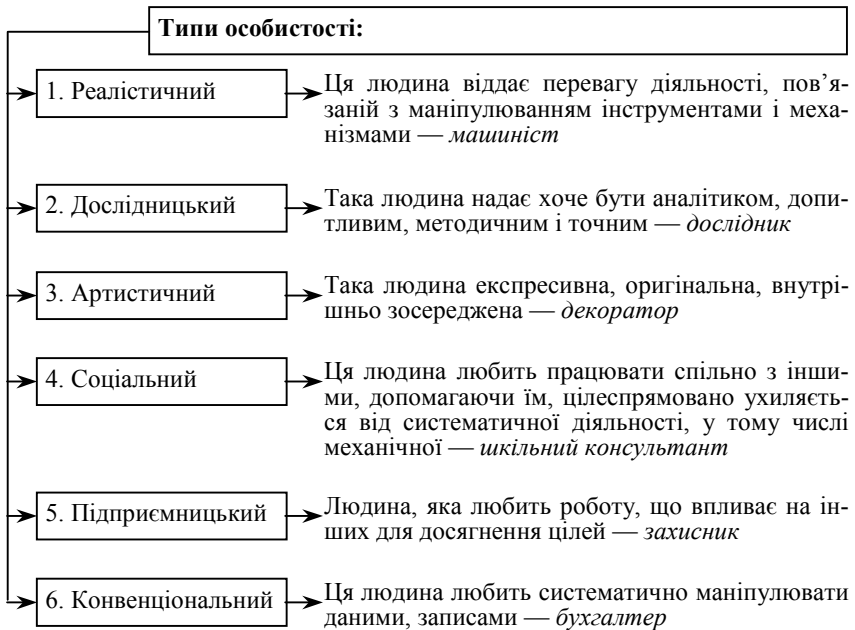 Типи особистості:
1. Реалістичний
Ця людина віддає перевагу діяльності, пов’я-
заній з маніпулюванням інструментами і меха-
нізмами — машиніст
2. Дослідницький
Така людина надає хоче бути аналітиком, допи-
тливим, методичним і точним — дослідник
3. Артистичний
Така людина експресивна, оригінальна, внутрі-
шньо зосереджена — декоратор
4. Соціальний
Ця людина любить працювати спільно з інши-
ми, допомагаючи їм, цілеспрямовано ухиляєть-
ся від систематичної діяльності, у тому числі
механічної — шкільний консультант
5. Підприємницький
Людина, яка любить роботу, що впливає на ін-
ших для досягнення цілей — захисник
6. Конвенціональний
Ця людина любить систематично маніпулювати
даними, записами — бухгалтер